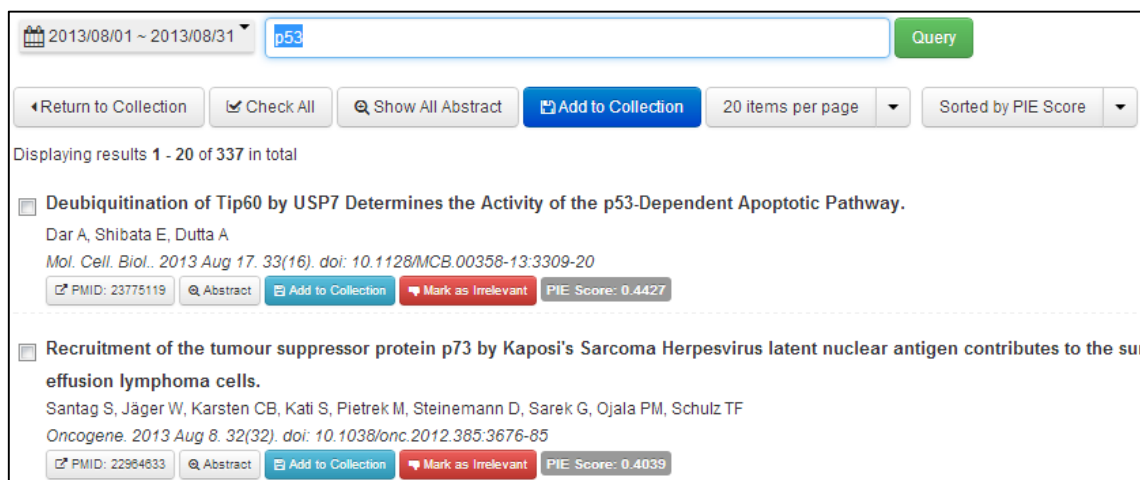 2013/08/01 ~ 2013/08/31 p53 Query
Return to Collection Check All Show All Abstract Add to Collection 20 items per page Sorted by PIE Score
Displaying results 1 - 20 of 337 in total
Deubiquitination of Tip60 by USP7 Determines the Activity of the p53-Dependent Apoptotic Pathway.
Dar A, Shibata E, Dutta A
Mol. Cell. Biol.. 2013 Aug 17. 33(16). doi: 10.1128/MCB.00358-13:3309-20
PMID: 23775119 Abstract Add to Collection Mark as Irrelevant PIE Score: 0.4427
Recruitment of the tumour suppressor protein p73 by Kaposi's Sarcoma Herpesvirus latent nuclear antigen contributes to the
effusion lymphoma cells.
Santag S, Jäger W, Karsten CB, Kati S, Pietrek M, Steinemann D, Sarek G, Ojala PM, Schulz TF
Oncogene. 2013 Aug 8. 32(32). doi: 10.1038/onc.2012.385:3676-85
PMID: 22964633 Abstract Add to Collection Mark as Irrelevant PIE Score: 0.4039